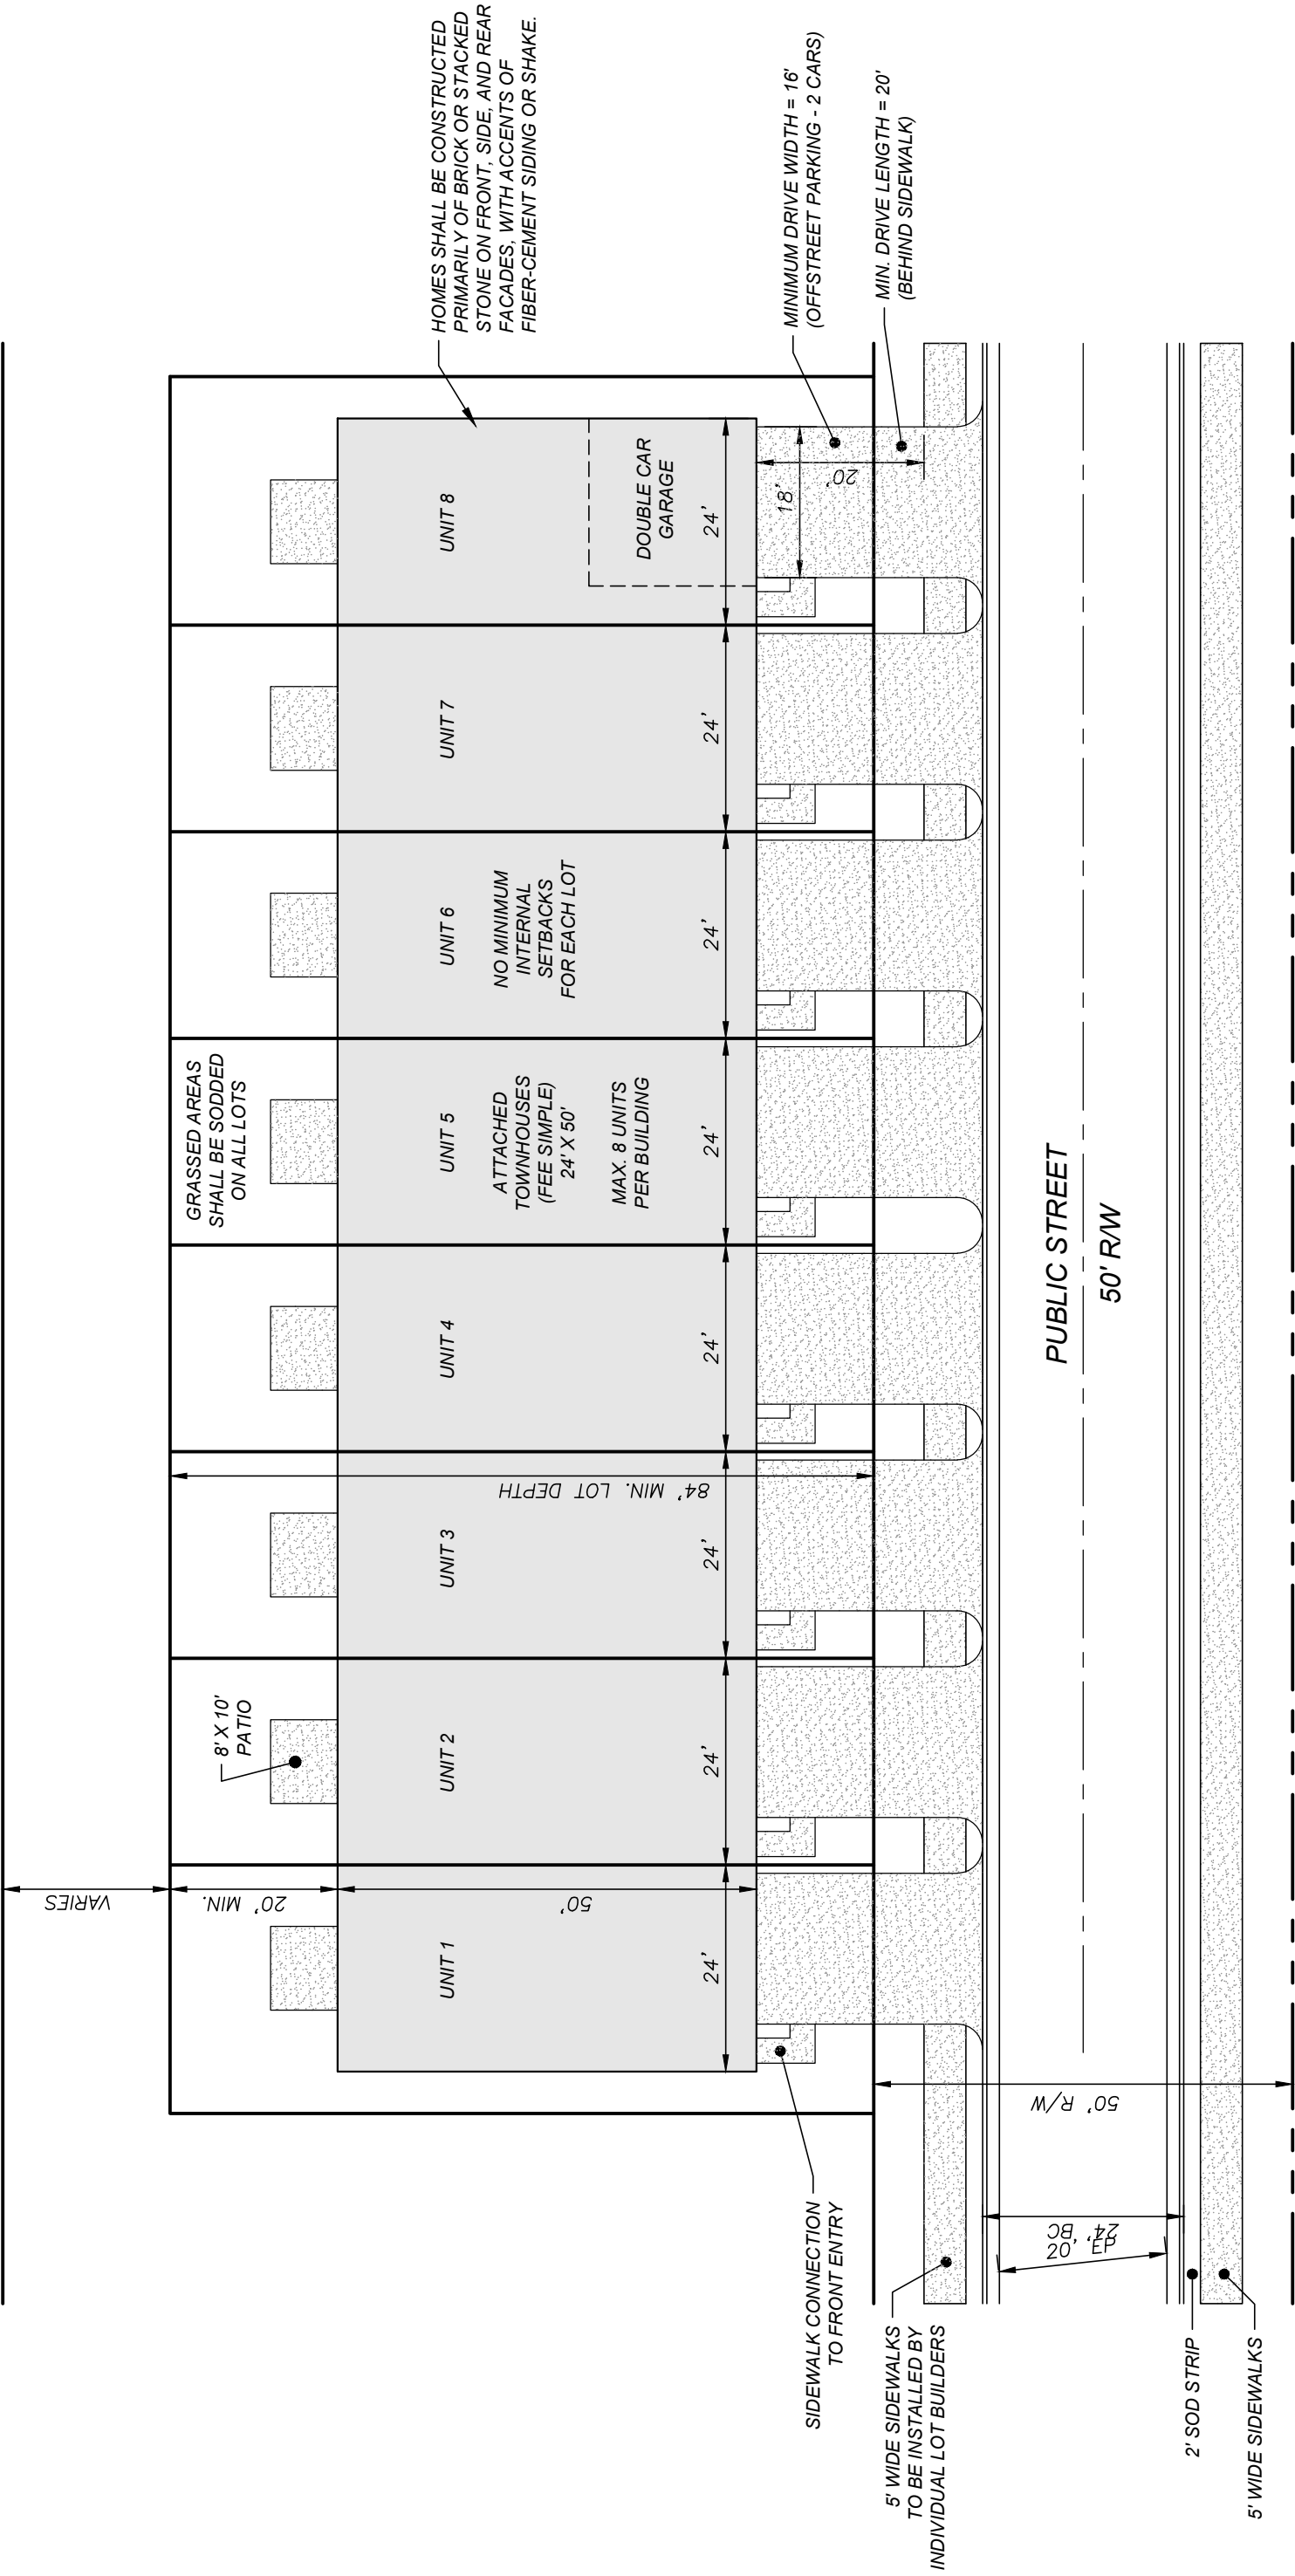 HOMES SHALL BE CONSTRUCTED
PRIMARILY OF BRICK OR STACKED
STONE ON FRONT, SIDE, AND REAR
FACADES, WITH ACCENTS OF
FIBER-CEMENT SIDING OR SHAKE.
MINIMUM DRIVE WIDTH = 16'
(OFFSTREET PARKING - 2 CARS)
MIN. DRIVE LENGTH = 20'
(BEHIND SIDEWALK)
VARIES
20' MIN.
50'
8' X 10'
PATIO
GRASSED AREAS
SHALL BE SODDED
ON ALL LOTS
UNIT 1
UNIT 2
UNIT 3
UNIT 4
UNIT 5
UNIT 6
UNIT 7
UNIT 8
84' MIN. LOT DEPTH
ATTACHED
TOWNHOUSES
(FEE SIMPLE)
24' X 50'
MAX. 8 UNITS
PER BUILDING
NO MINIMUM
INTERNAL
SETBACKS
FOR EACH LOT
DOUBLE CAR
GARAGE
24'
24'
24'
24'
24'
24'
24'
24'
18'
20'
SIDEWALK CONNECTION
TO FRONT ENTRY
5' WIDE SIDEWALKS
TO BE INSTALLED BY
INDIVIDUAL LOT BUILDERS
50' R/W
24' BC
20' EP
PUBLIC STREET
50' R/W
2' SOD STRIP
5' WIDE SIDEWALKS